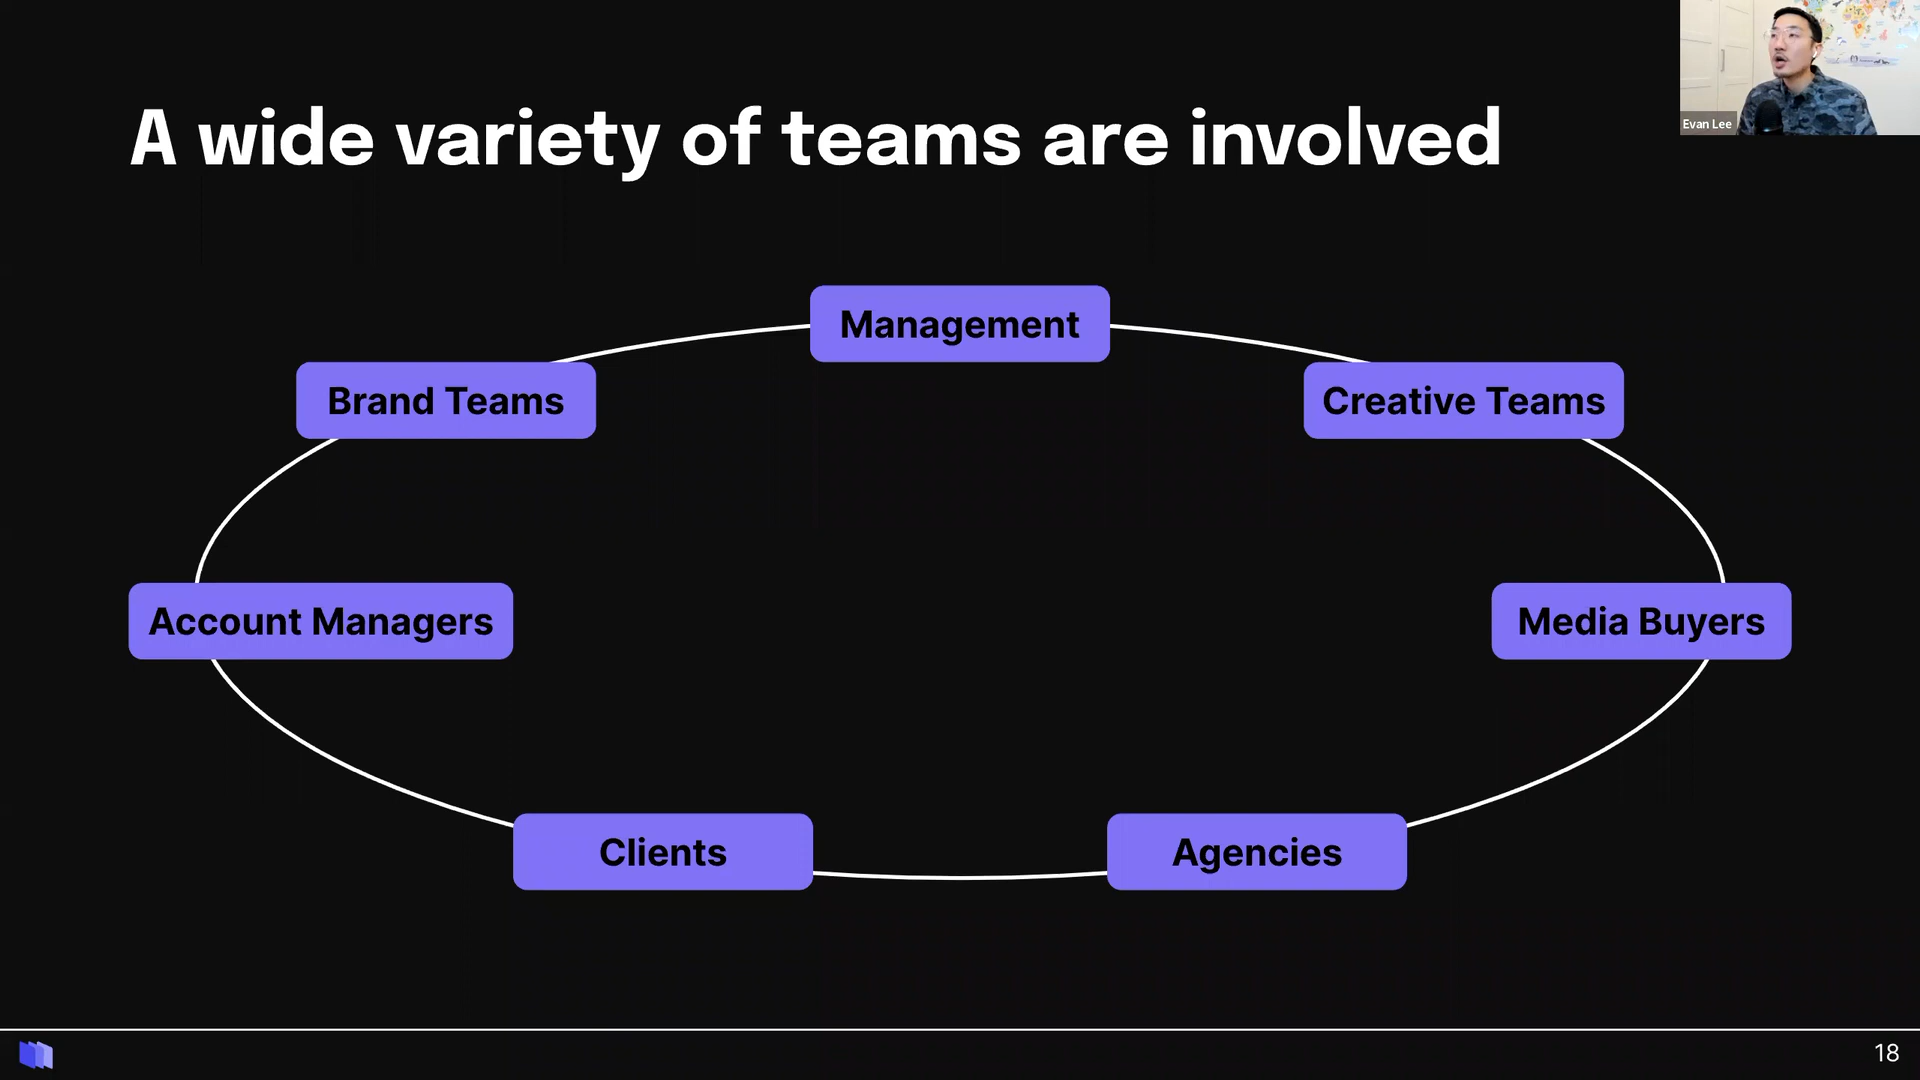 A wide variety of teams are involved
Evan Lee
Management
Brand Teams
Creative Teams
Account Managers
Media Buyers
Clients
Agencies
18